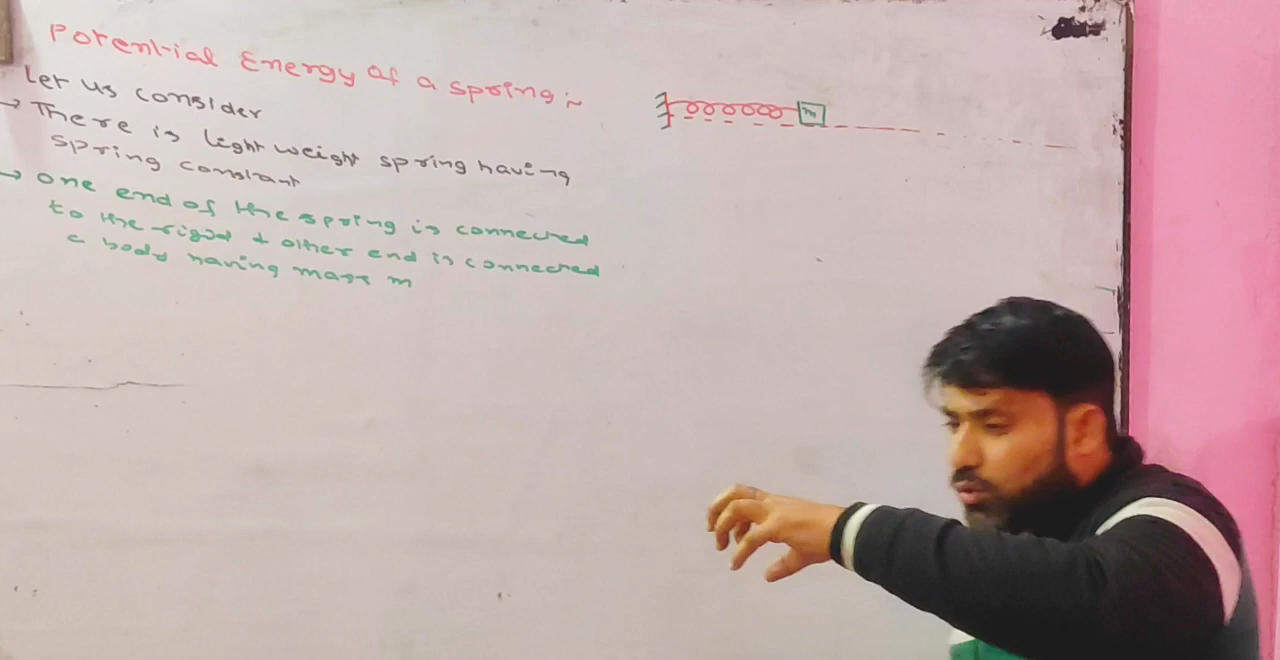 Potential Energy of a spring :~
Let us consider
→ There is light weight spring having
spring constant
→ one end of the spring is connected
to the rigid + other end is connected
a body having mass m
m